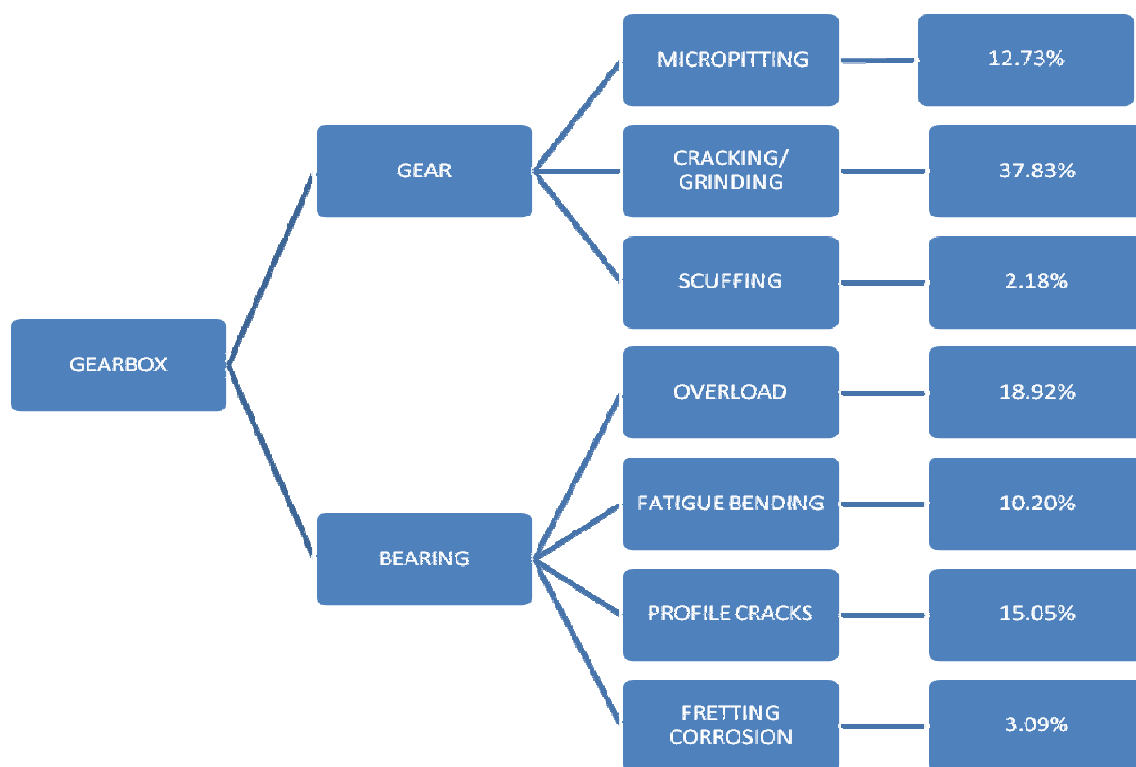 MICROPITTING
12.73%
GEAR
CRACKING/
GRINDING
37.83%
SCUFFING
2.18%
GEARBOX
OVERLOAD
18.92%
FATIGUE BENDING
10.20%
BEARING
PROFILE CRACKS
15.05%
FRETTING
CORROSION
3.09%